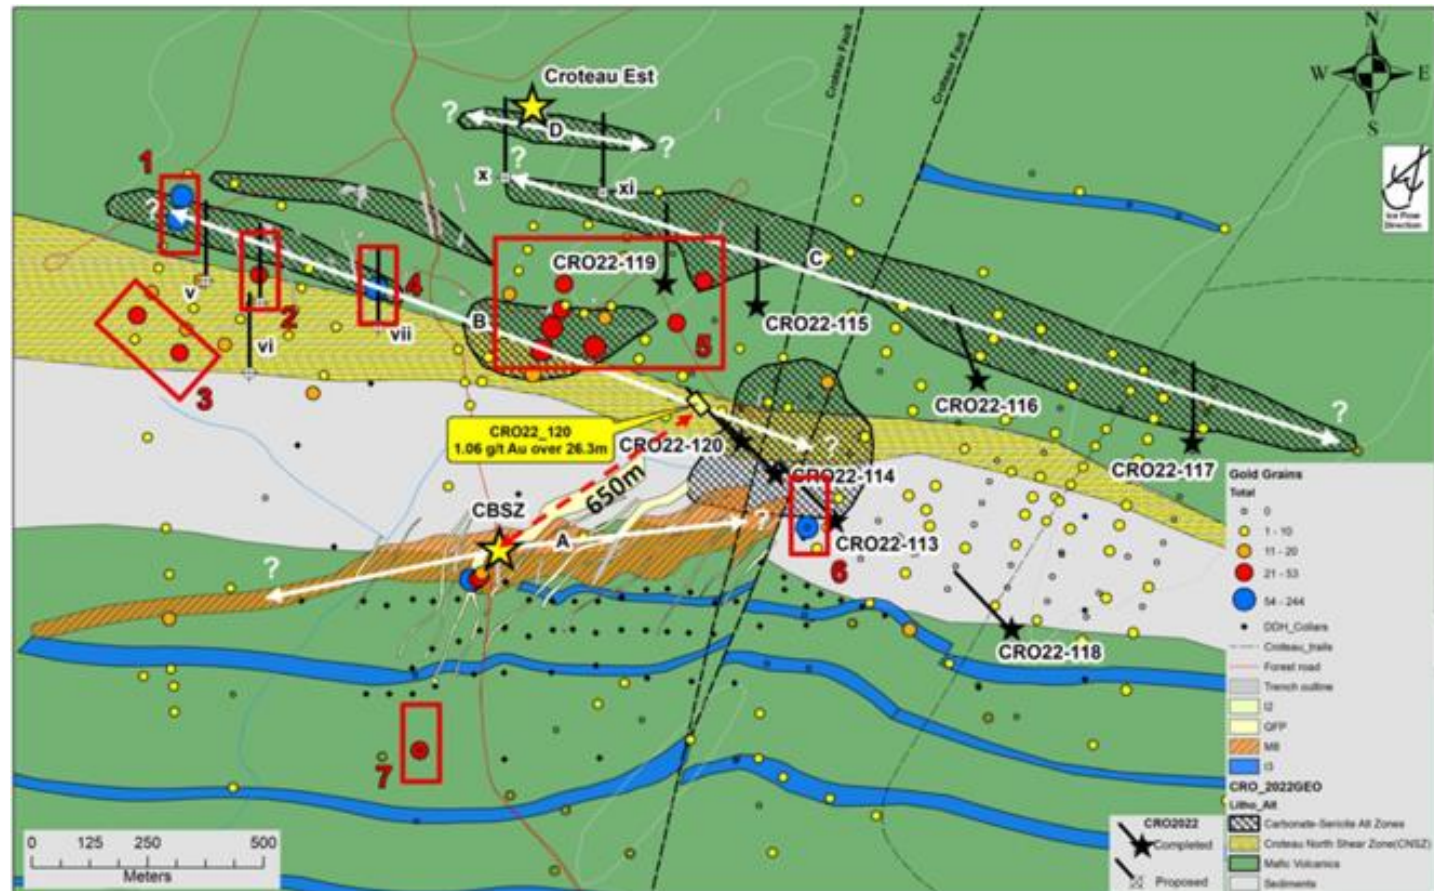 N
W
E
S
Ice Flow
Direction
Croteau Fault
Croteau Fault
Croteau Est
?
D
?
1
x
?
xi
?
CRO22-119
C
v
2
4
B
CRO22-115
5
vi
vii
3
CRO22-116
?
CRO22_120
1.06 g/t Au over 26.3m
CRO22-120
?
CRO22-117
CRO22-114
650m
CBSZ
A
?
CRO22-113
6
?
CRO22-118
7
Gold Grains
Total
0
1 - 10
11 - 20
21 - 53
54 - 244
DDH_Collars
Croteau_trails
Forest road
Trench outline
I2
QFP
M8
I3
CRO_2022GEO
Litho_Alt
Carbonate-Sericite Alt Zones
Croteau North Shear Zone(CNSZ)
Mafic Volcanics
Sediments
CRO2022
Completed
Proposed
0 125 250 500
Meters